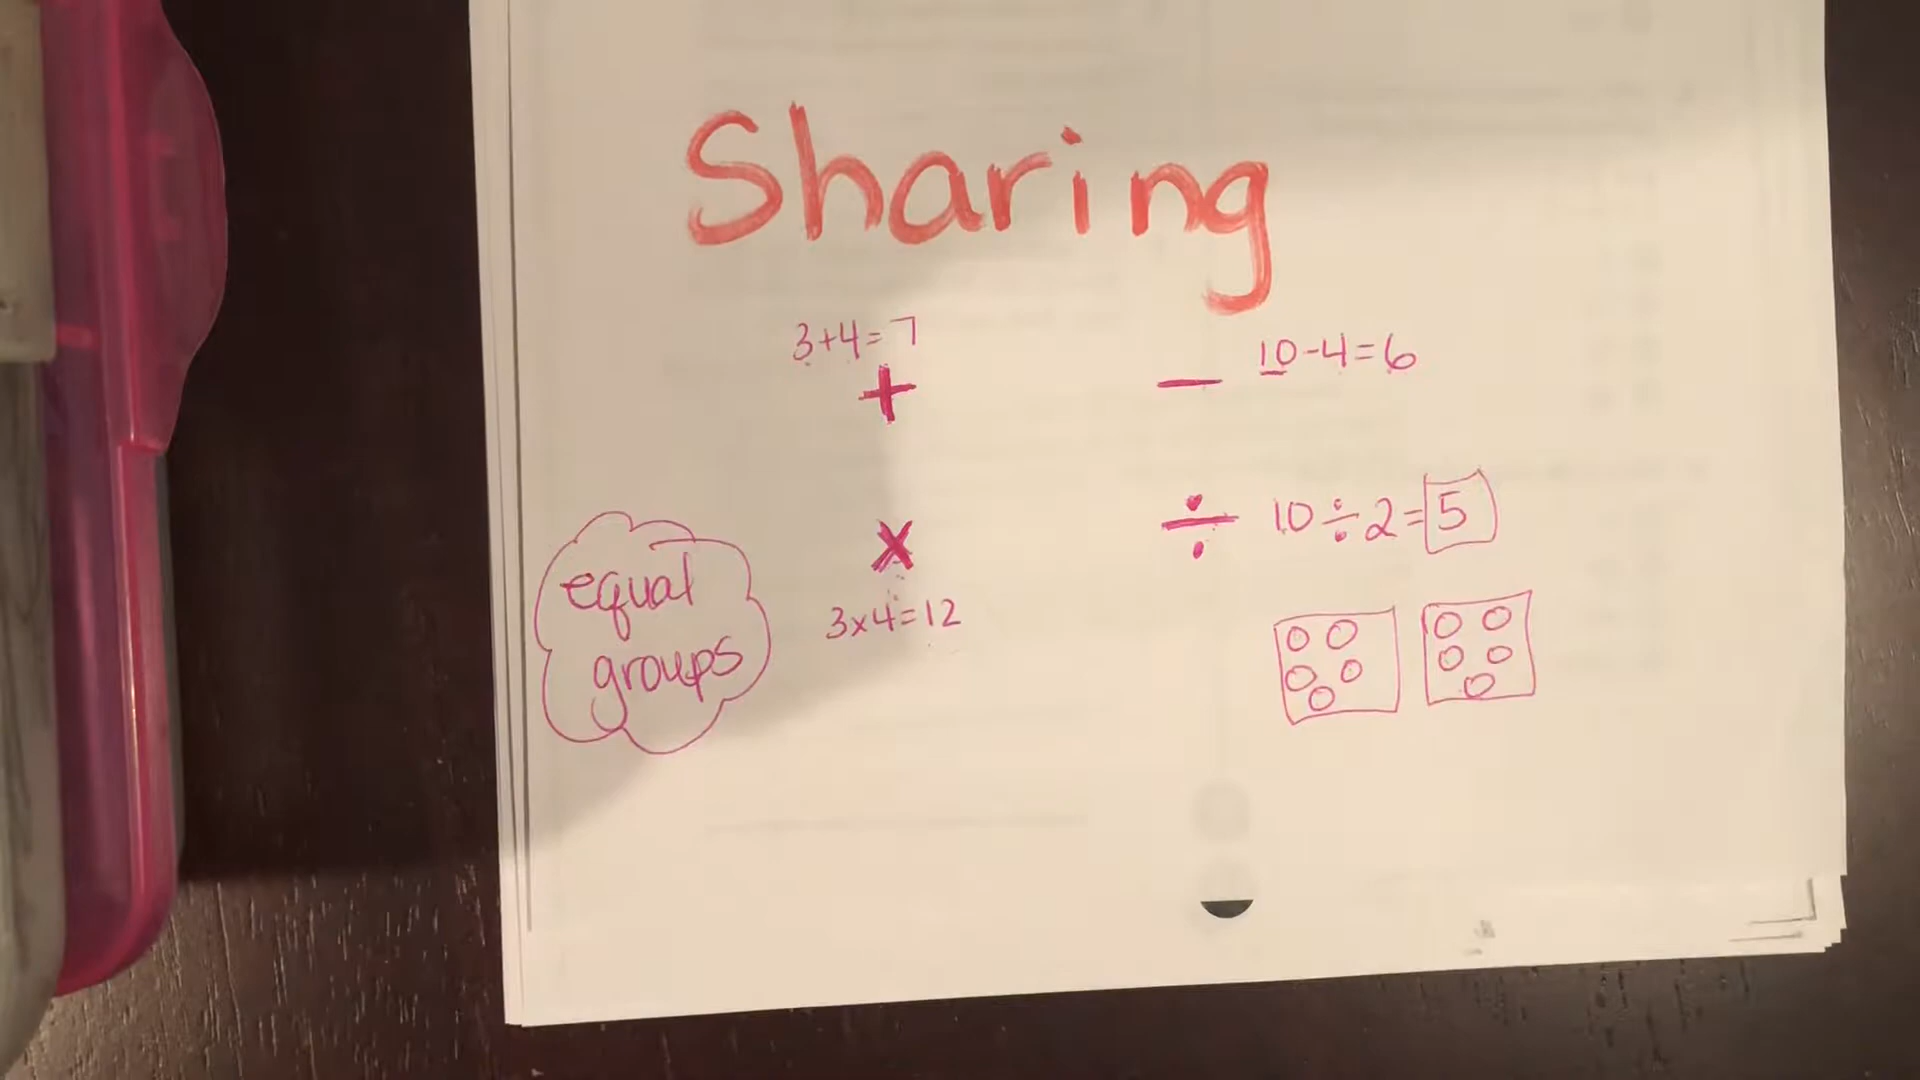 Sharing
3+4=7
10-4=6
+
-
÷ 10÷2=5
×
3x4=12
equal
groups